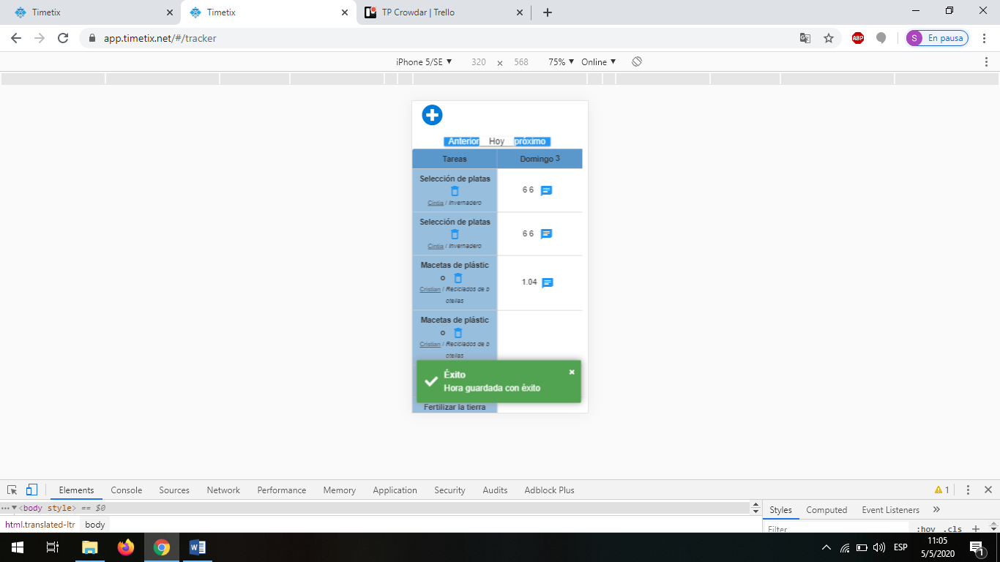 Timetix
Timetix
TP Crowdar | Trello
app.timetix.net/#/tracker
ABP
S
En pausa
iPhone 5/SE ▼ 320 × 568 75% ▼ Online ▼
Anterior Hoy próximo
Tareas Domingo 3
Selección de platas
6 6
Cintia / Invernadero
Selección de platas
6 6
Cintia / Invernadero
Macetas de plástic
o
1.04
Cristian / Reciclados de b
otellas
Macetas de plástic
o
Cristian / Reciclados de b
otellas
Éxito
Hora guardada con éxito
Fertilizar la tierra
Elements Console Sources Network Performance Memory Application Security Audits Adblock Plus
1
<body style> == $0
html.translated-ltr body
Styles Computed Event Listeners »
Filter :hov .cls +
ESP
11:05
5/5/2020
1